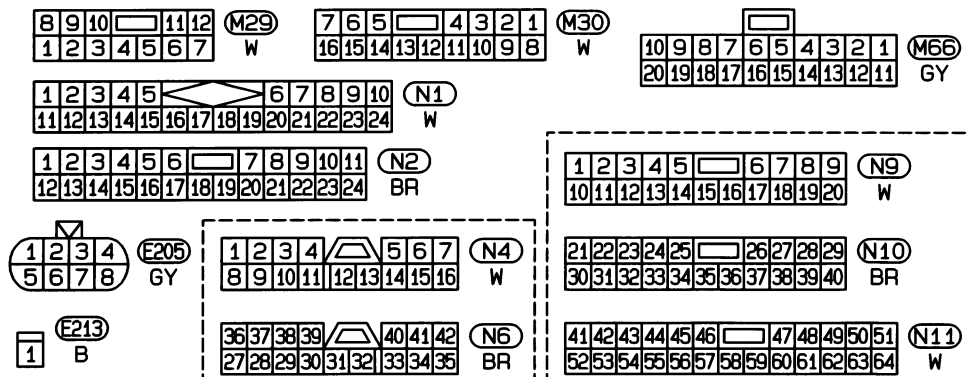 8 9 10 11 12 M29
1 2 3 4 5 6 7 W
7 6 5 4 3 2 1 M30
16 15 14 13 12 11 10 9 8 W
10 9 8 7 6 5 4 3 2 1 M66
20 19 18 17 16 15 14 13 12 11 GY
1 2 3 4 5 6 7 8 9 10 N1
11 12 13 14 15 16 17 18 19 20 21 22 23 24 W
1 2 3 4 5 6 7 8 9 10 11 N2
12 13 14 15 16 17 18 19 20 21 22 23 24 BR
1 2 3 4 5 6 7 8 9 N9
10 11 12 13 14 15 16 17 18 19 20 W
1 2 3 4 E205
5 6 7 8 GY
1 2 3 4 5 6 7 N4
8 9 10 11 12 13 14 15 16 W
21 22 23 24 25 26 27 28 29 N10
30 31 32 33 34 35 36 37 38 39 40 BR
E213
1 B
36 37 38 39 40 41 42 N6
27 28 29 30 31 32 33 34 35 BR
41 42 43 44 45 46 47 48 49 50 51 N11
52 53 54 55 56 57 58 59 60 61 62 63 64 W